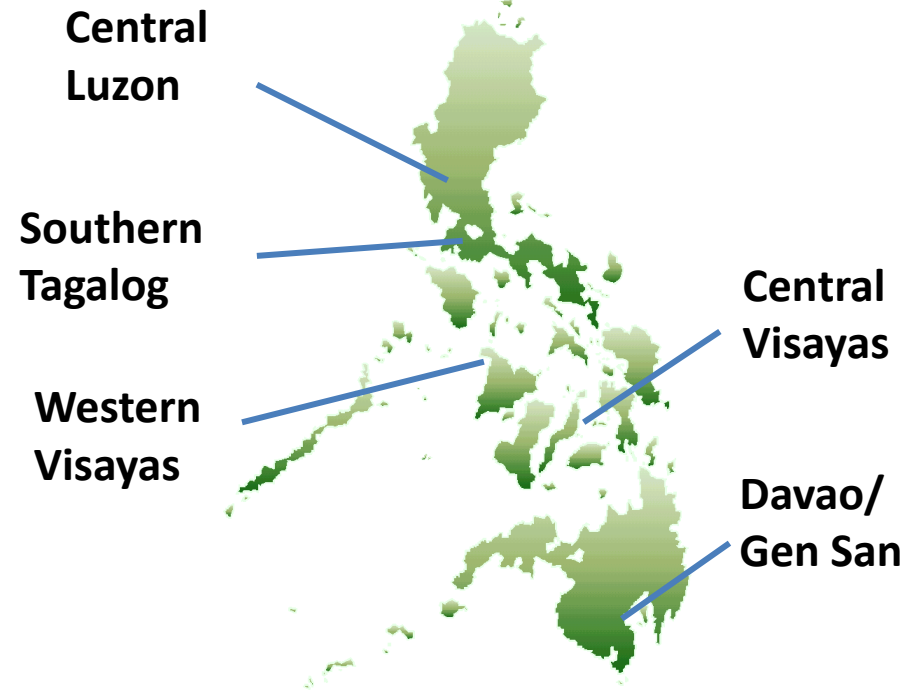 Central
Luzon
Southern
Tagalog
Western
Visayas
Central
Visayas
Davao/
Gen San